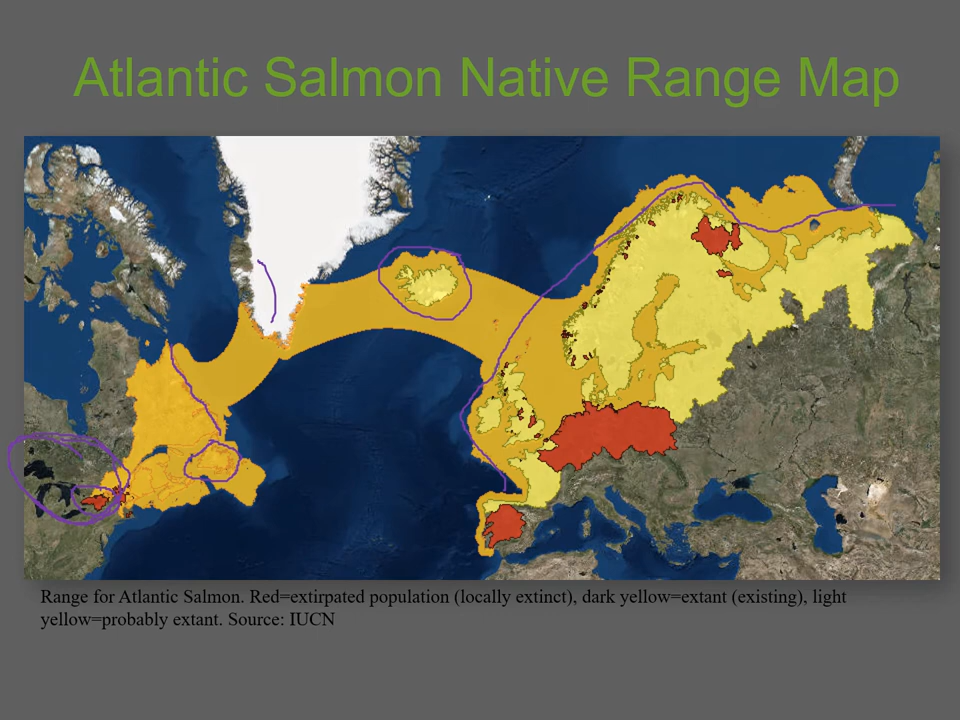 Atlantic Salmon Native Range Map
Range for Atlantic Salmon. Red=extirpated population (locally extinct), dark yellow=extant (existing), light
yellow=probably extant. Source: IUCN